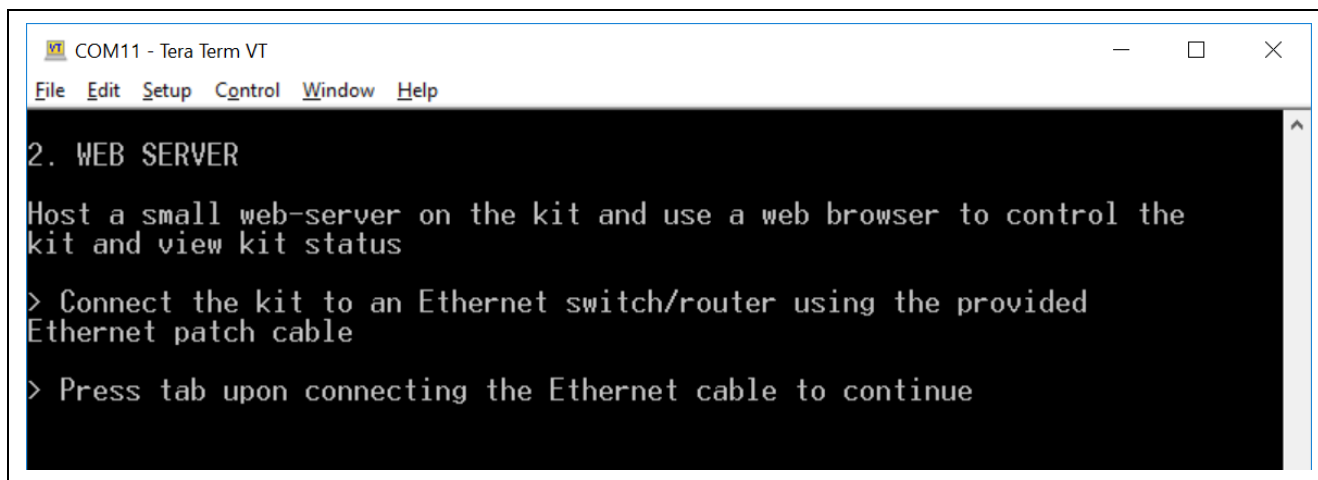 COM11 - Tera Term VT
File Edit Setup Control Window Help
2. WEB SERVER
Host a small web-server on the kit and use a web browser to control the
kit and view kit status
> Connect the kit to an Ethernet switch/router using the provided
Ethernet patch cable
> Press tab upon connecting the Ethernet cable to continue